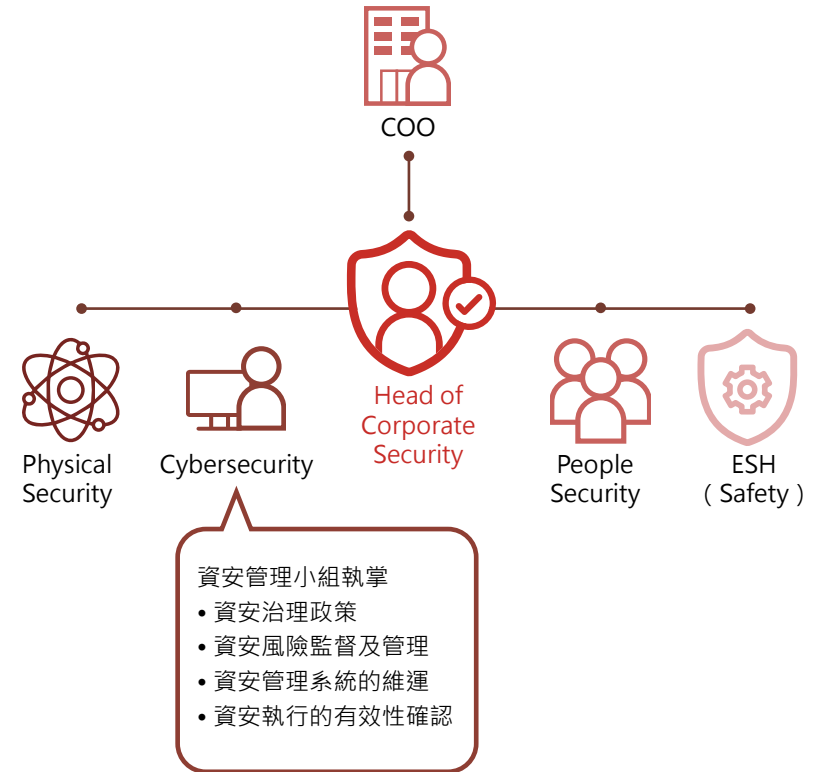 COO
Head of
Corporate
Security
Physical
Security
Cybersecurity
People
Security
ESH
( Safety )
資安管理小組執掌
• 資安治理政策
• 資安風險監督及管理
• 資安管理系統的維運
• 資安執行的有效性確認